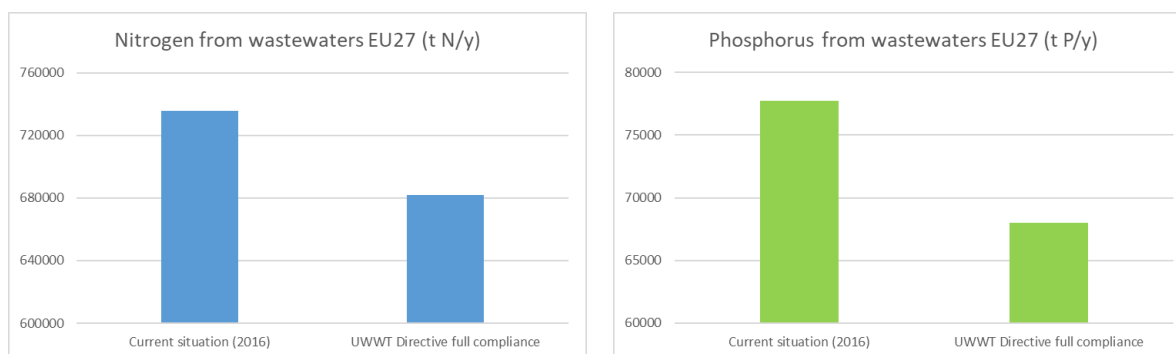 Nitrogen from wastewaters EU27 (t N/y)
760000
720000
680000
640000
600000
Current situation (2016)
UWWT Directive full compliance
Phosphorus from wastewaters EU27 (t P/y)
80000
75000
70000
65000
60000
Current situation (2016)
UWWT Directive full compliance